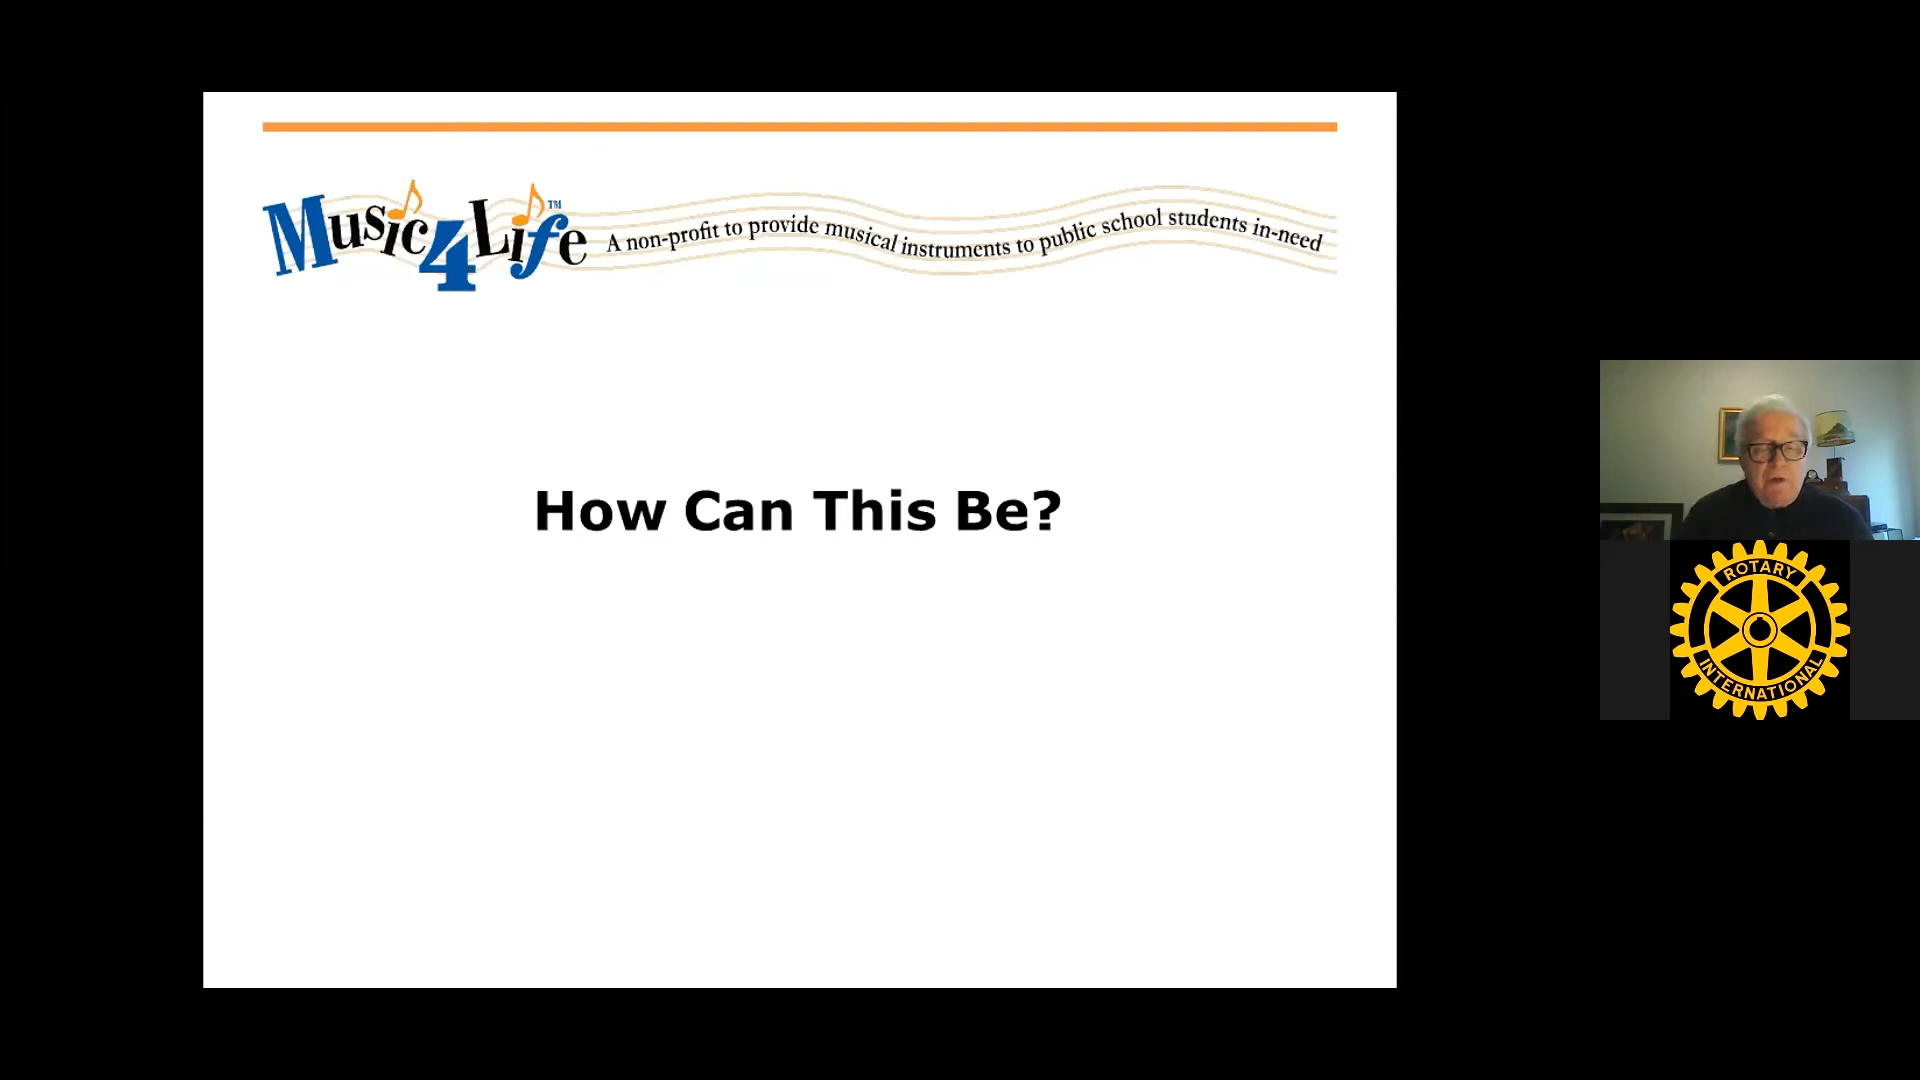 Music4Life™ A non-profit to provide musical instruments to public school students in-need
How Can This Be?
ROTARY
INTERNATIONAL